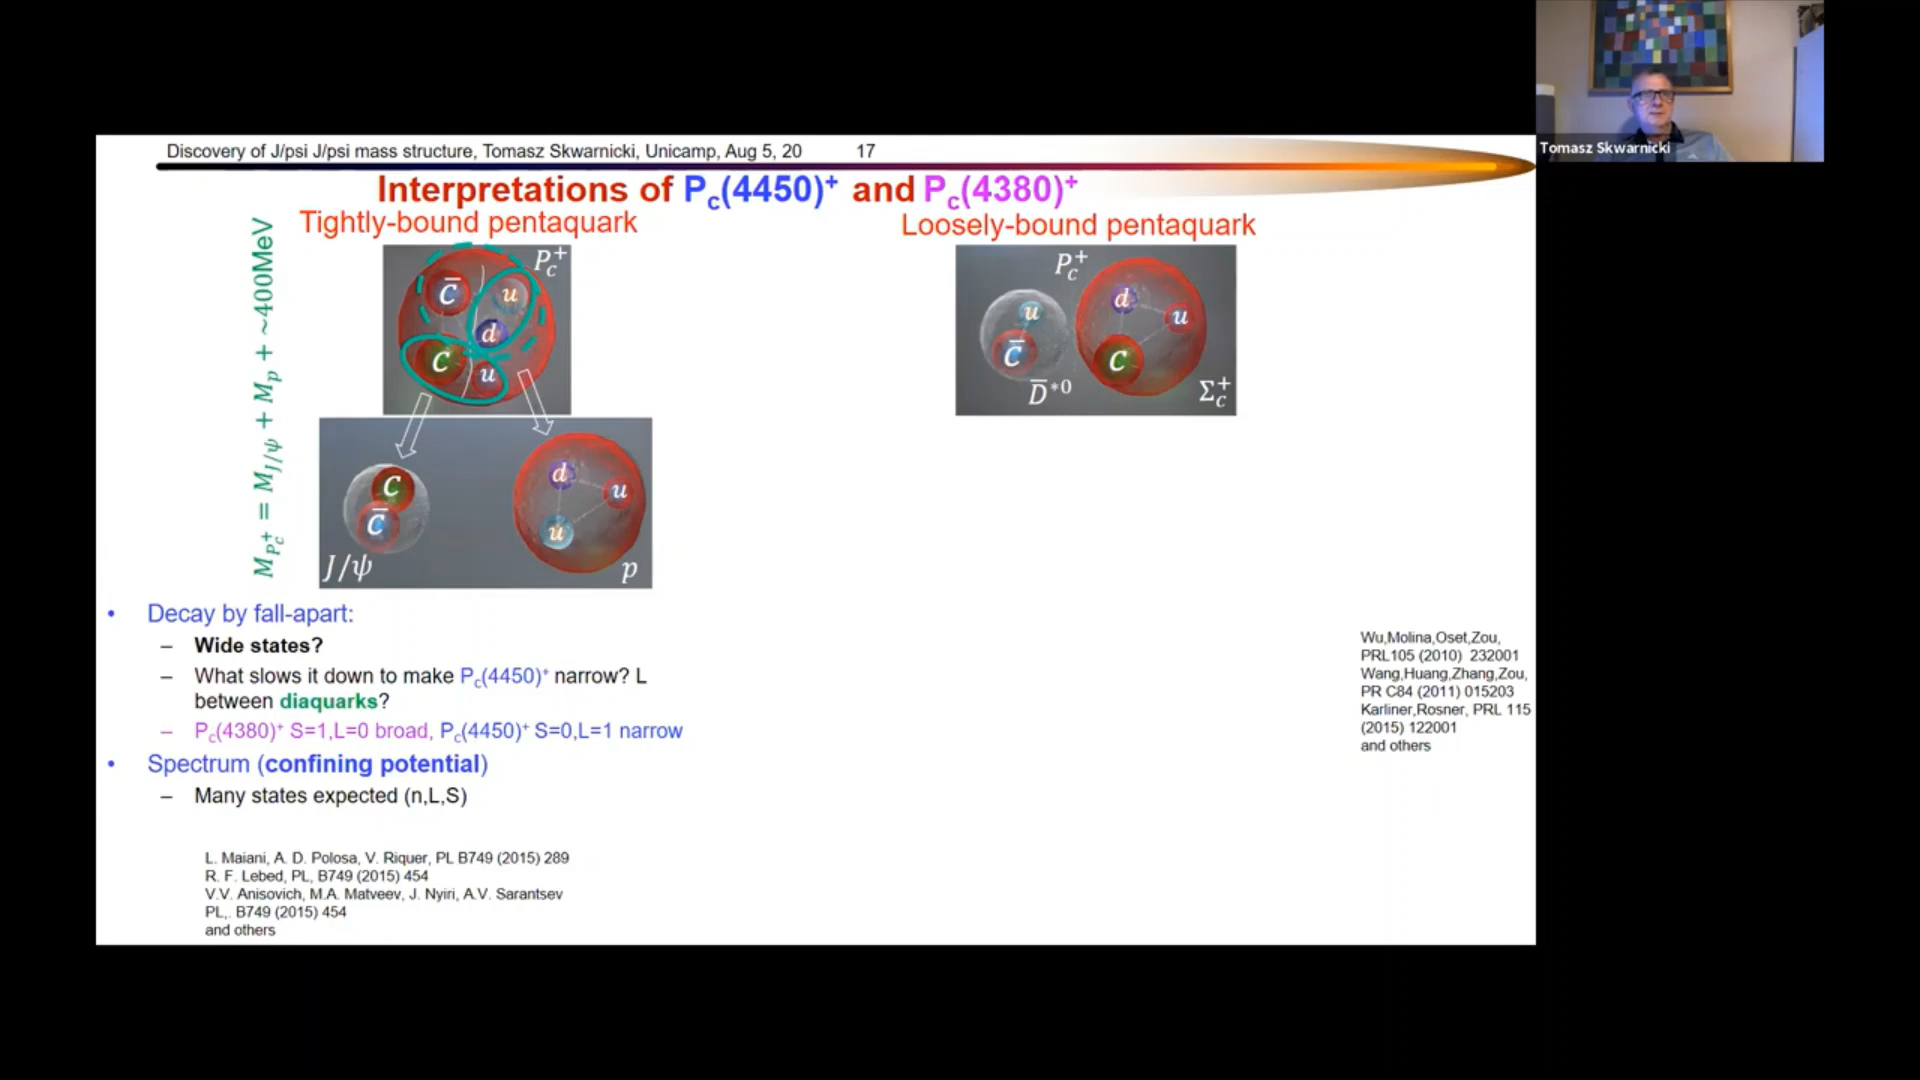 Tomasz Skwarnicki
Discovery of J/psi J/psi mass structure, Tomasz Skwarnicki, Unicamp, Aug 5, 20 17
Interpretations of Pc(4450)+ and Pc(4380)+
Tightly-bound pentaquark
Loosely-bound pentaquark
M_Pc+ = M_J/ψ + M_p + ~400MeV
Pc+
c̄ u
d
c u
c
c̄
J/ψ
d
u
u
p
Pc+
u
c̄
D̄*0
d
u
c
Σc+
• Decay by fall-apart:
– Wide states?
– What slows it down to make Pc(4450)+ narrow? L
between diaquarks?
– Pc(4380)+ S=1,L=0 broad, Pc(4450)+ S=0,L=1 narrow
• Spectrum (confining potential)
– Many states expected (n,L,S)
L. Maiani, A. D. Polosa, V. Riquer, PL B749 (2015) 289
R. F. Lebed, PL, B749 (2015) 454
V.V. Anisovich, M.A. Matveev, J. Nyiri, A.V. Sarantsev
PL,. B749 (2015) 454
and others
Wu,Molina,Oset,Zou,
PRL105 (2010) 232001
Wang,Huang,Zhang,Zou,
PR C84 (2011) 015203
Karliner,Rosner, PRL 115
(2015) 122001
and others